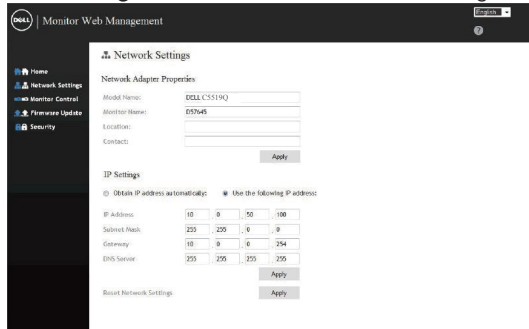 DELL Monitor Web Management
English
?
Network Settings
Home
Network Settings
Monitor Control
Firmware Update
Security
Network Adapter Properties
Model Name: DELL C5519Q
Monitor Name: D57645
Location:
Contact:
Apply
IP Settings
Obtain IP address automatically: Use the following IP address:
IP Address 10 . 0 . 50 . 100
Subnet Mask 255 . 255 . 0 . 0
Gateway 10 . 0 . 0 . 254
DNS Server 255 . 255 . 255 . 255
Apply
Reset Network Settings Apply